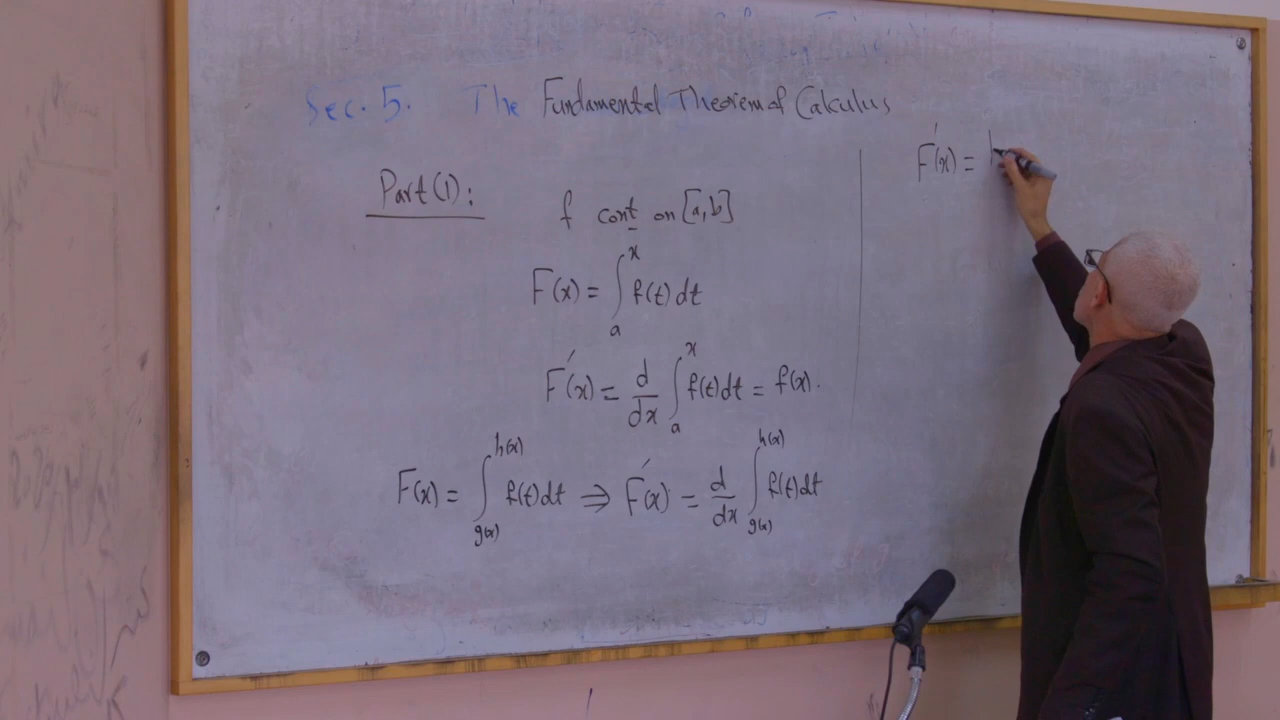 Sec. 5. The Fundamental Theorem of Calculus
Part (1): f cont on [a,b]
F(x) = ∫_a^x f(t) dt
F'(x) = d/dx ∫_a^x f(t) dt = f(x).
F(x) = ∫_{g(x)}^{h(x)} f(t) dt ⇒ F'(x) = d/dx ∫_{g(x)}^{h(x)} f(t) dt
F'(x) =